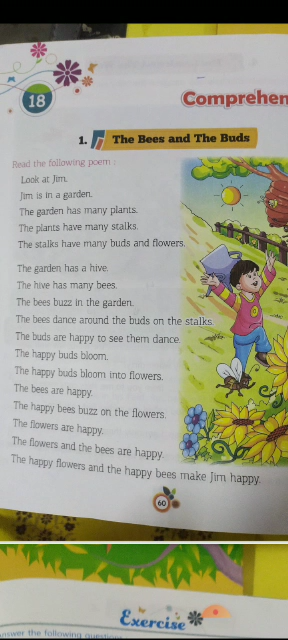 18
Comprehen
1. The Bees and The Buds
Read the following poem :
Look at Jim.
Jim is in a garden.
The garden has many plants.
The plants have many stalks.
The stalks have many buds and flowers.
The garden has a hive.
The hive has many bees.
The bees buzz in the garden.
The bees dance around the buds on the stalks.
The buds are happy to see them dance.
The happy buds bloom.
The happy buds bloom into flowers.
The bees are happy.
The happy bees buzz on the flowers.
The flowers are happy.
The flowers and the bees are happy.
The happy flowers and the happy bees make Jim happy.
60
Exercise
nswer the following questions